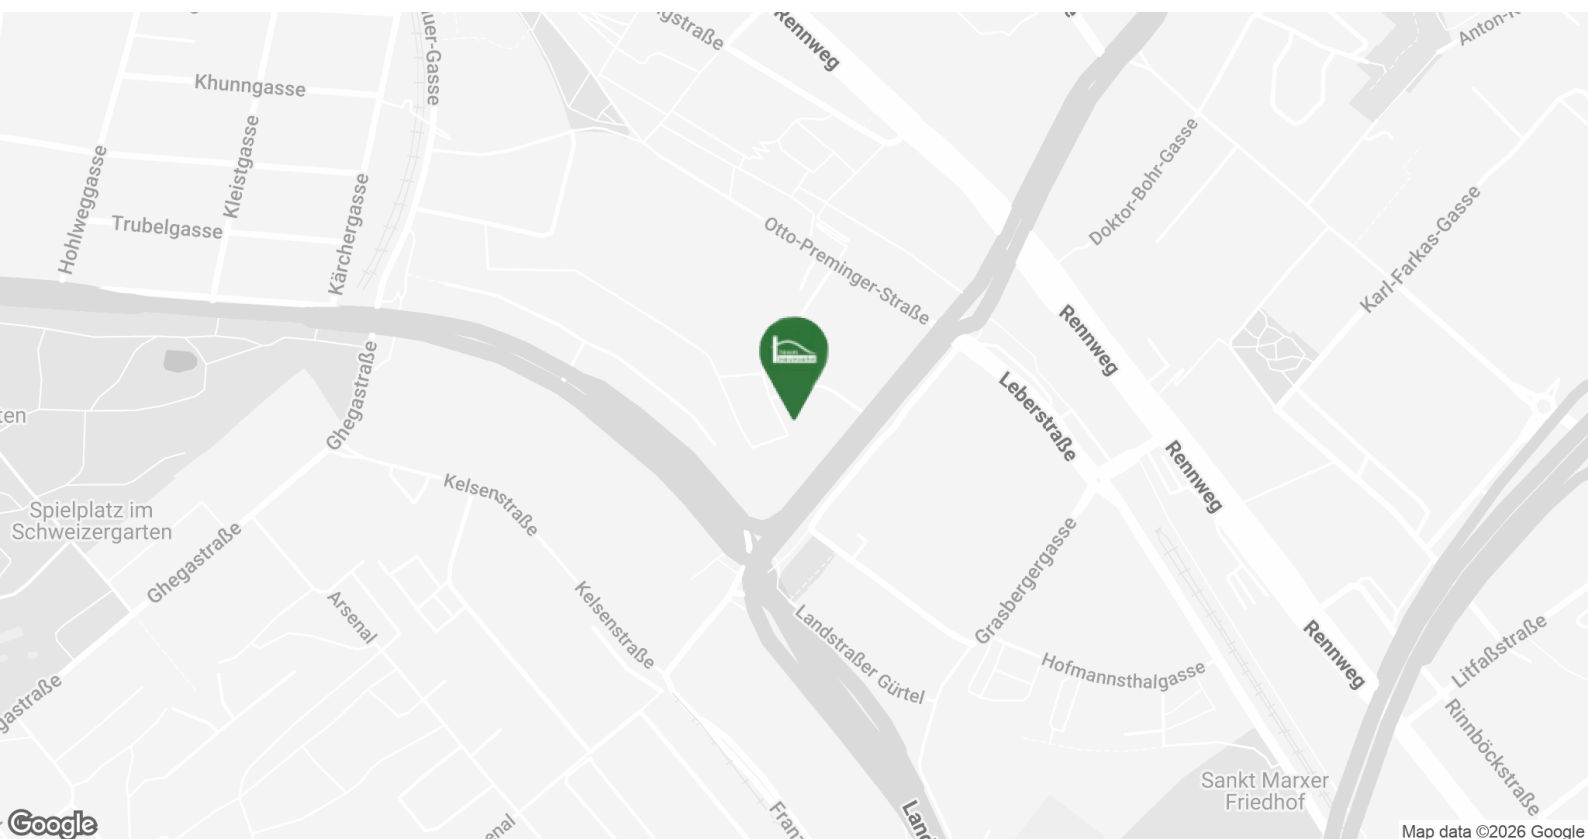 Rennweg
Khunngasse
Kleistgasse
Hohlweggasse
Trubelgasse
Kärchergasse
Otto-Preminger-Straße
Doktor-Bohr-Gasse
Karl-Farkas-Gasse
Rennweg
Leberstraße
Ghegastraße
Kelsenstraße
Rennweg
Spielplatz im
Schweizergarten
Ghegastraße
Arsenal
Kelsenstraße
Grasbergergasse
Landstraßer Gürtel
Hofmannsthalgasse
Rennweg
Litfaßstraße
Rinnböckstraße
Sankt Marxer
Friedhof
Google
Map data ©2026 Google